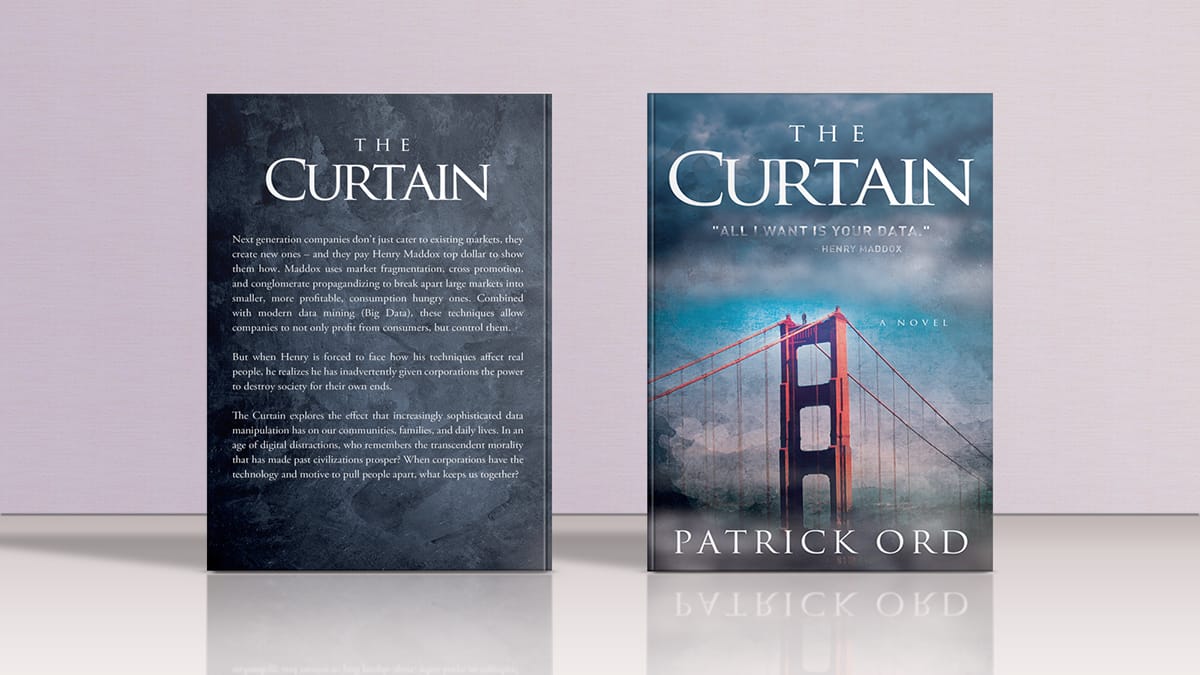 THE
CURTAIN
Next generation companies don't just cater to existing markets, they
create new ones – and they pay Henry Maddox top dollar to show
them how. Maddox uses market fragmentation, cross promotion,
and conglomerate propagandizing to break apart large markets into
smaller, more profitable, consumption hungry ones. Combined
with modern data mining (Big Data), these techniques allow
companies to not only profit from consumers, but control them.
But when Henry is forced to face how his techniques affect real
people, he realizes he has inadvertently given corporations the power
to destroy society for their own ends.
The Curtain explores the effect that increasingly sophisticated data
manipulation has on our communities, families, and daily lives. In an
age of digital distractions, who remembers the transcendent morality
that has made past civilizations prosper? When corporations have the
technology and motive to pull people apart, what keeps us together?
THE
CURTAIN
"ALL I WANT IS YOUR DATA."
- HENRY MADDOX
A NOVEL
PATRICK ORD